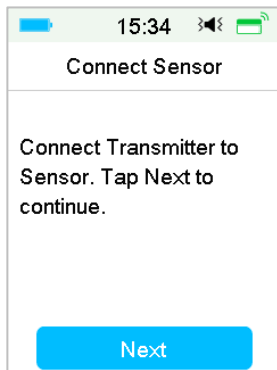 15:34
Connect Sensor
Connect Transmitter to
Sensor. Tap Next to
continue.
Next